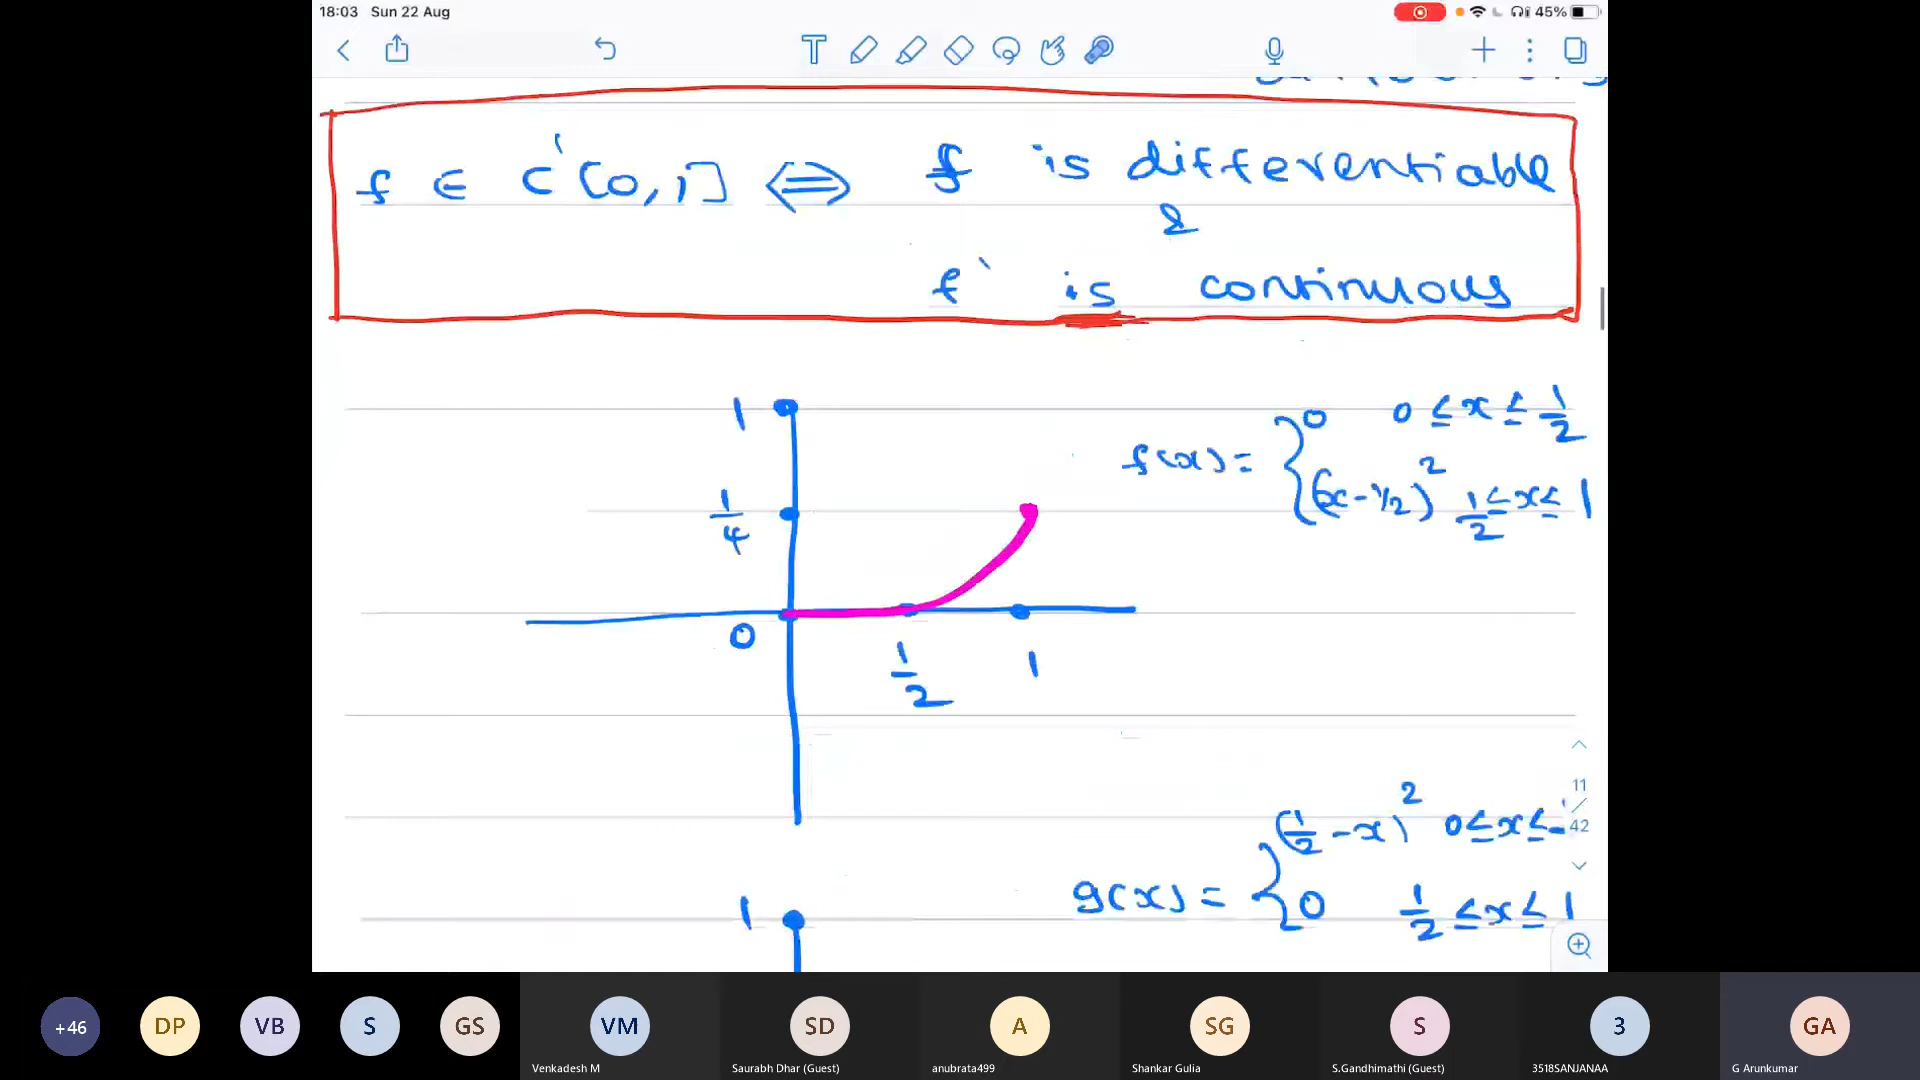 18:03 Sun 22 Aug 45%
f ∈ C'[0,1] ⟺ f is differentiable
&
f' is continuous
1
1/4
0
1/2 1
f(x) = { 0 0 ≤ x ≤ 1/2
(x - 1/2)² 1/2 ≤ x ≤ 1
11
/
42
g(x) = { (1/2 - x)² 0 ≤ x ≤
0 1/2 ≤ x ≤ 1
1
+46 DP VB S GS VM SD A SG S 3 GA
Venkadesh M Saurabh Dhar (Guest) anubrata499 Shankar Gulia S.Gandhimathi (Guest) 3518SANJANAA G Arunkumar